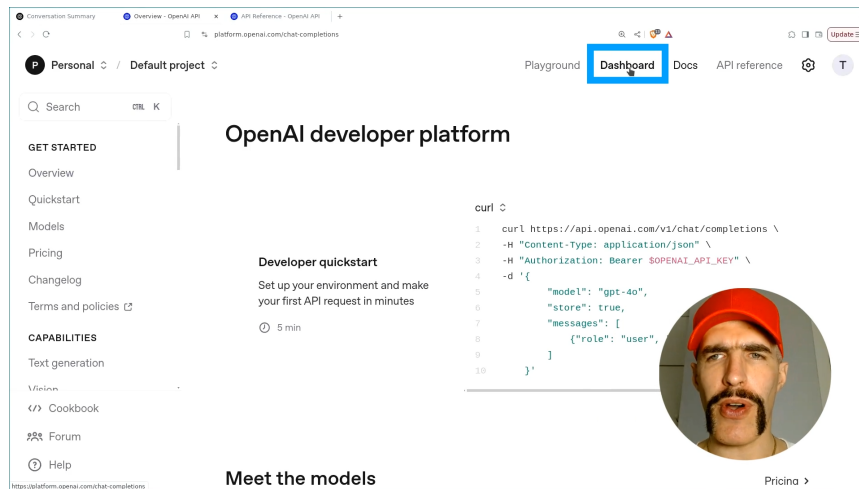 Conversation Summary
Overview - OpenAI API
API Reference - OpenAI API
platform.openai.com/chat-completions
Update
P Personal / Default project
Playground
Dashboard
Docs
API reference
T
Search CTRL K
GET STARTED
Overview
Quickstart
Models
Pricing
Changelog
Terms and policies
CAPABILITIES
Text generation
Vision
Cookbook
Forum
Help
https://platform.openai.com/chat-completions
OpenAI developer platform
Developer quickstart
Set up your environment and make
your first API request in minutes
5 min
curl
1 curl https://api.openai.com/v1/chat/completions \
2 -H "Content-Type: application/json" \
3 -H "Authorization: Bearer $OPENAI_API_KEY" \
4 -d '{
5 "model": "gpt-4o",
6 "store": true,
7 "messages": [
8 {"role": "user",
9 ]
10 }'
Meet the models
Pricing